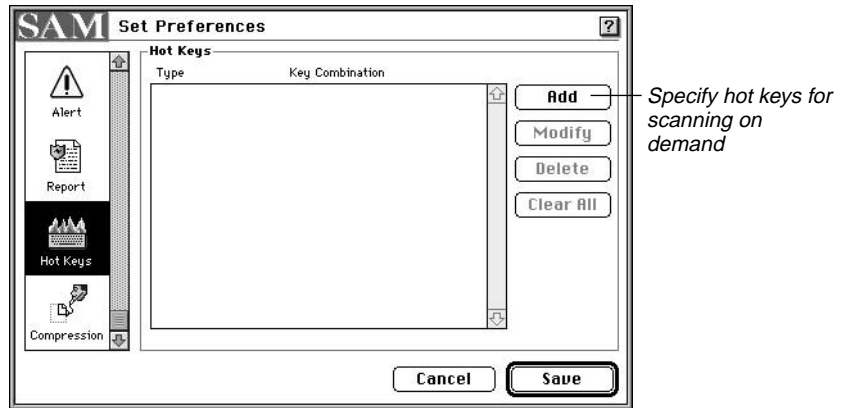 SAM Set Preferences ?
Hot Keys
Type Key Combination
Alert
Report
Hot Keys
Compression
Add
Modify
Delete
Clear All
Cancel Save
Specify hot keys for
scanning on
demand